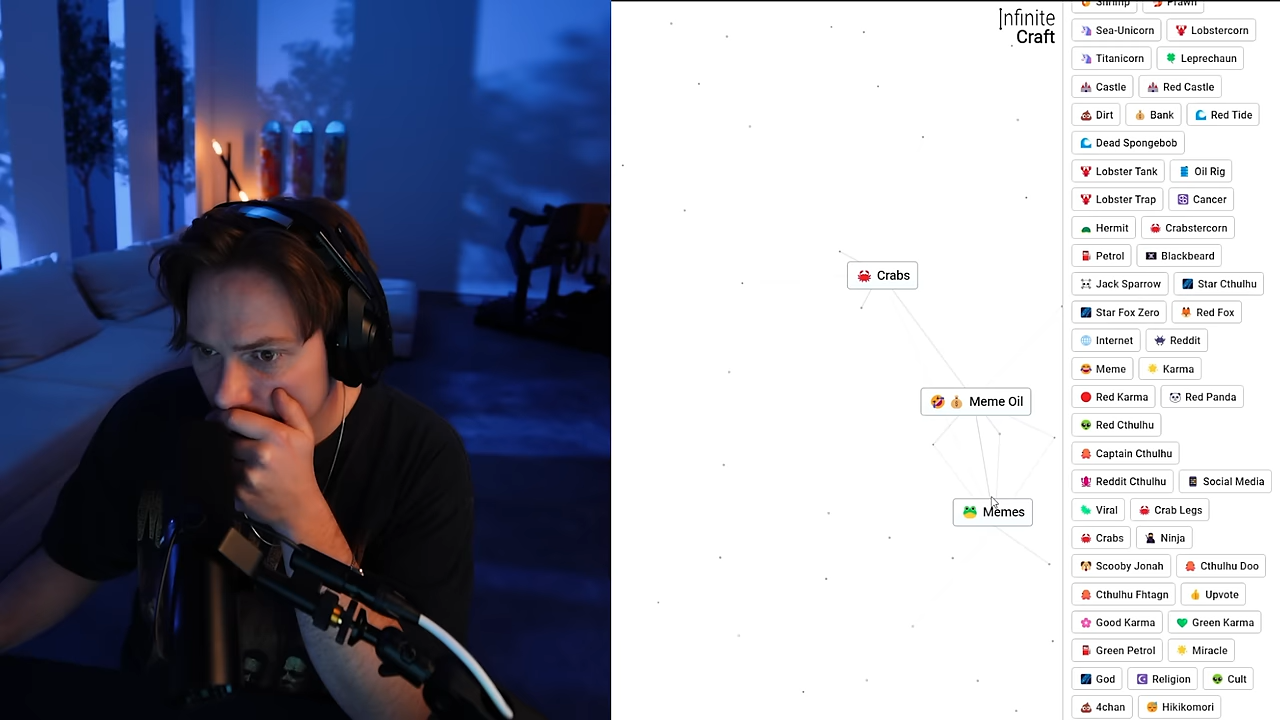 Shrimp Prawn
Infinite
Craft
Sea-Unicorn Lobstercorn
Titanicorn Leprechaun
Castle Red Castle
Dirt Bank Red Tide
Dead Spongebob
Lobster Tank Oil Rig
Lobster Trap Cancer
Hermit Crabstercorn
Petrol Blackbeard
Jack Sparrow Star Cthulhu
Star Fox Zero Red Fox
Internet Reddit
Meme Karma
Red Karma Red Panda
Red Cthulhu
Captain Cthulhu
Reddit Cthulhu Social Media
Viral Crab Legs
Crabs Ninja
Scooby Jonah Cthulhu Doo
Cthulhu Fhtagn Upvote
Good Karma Green Karma
Green Petrol Miracle
God Religion Cult
4chan Hikikomori
Crabs
Meme Oil
Memes